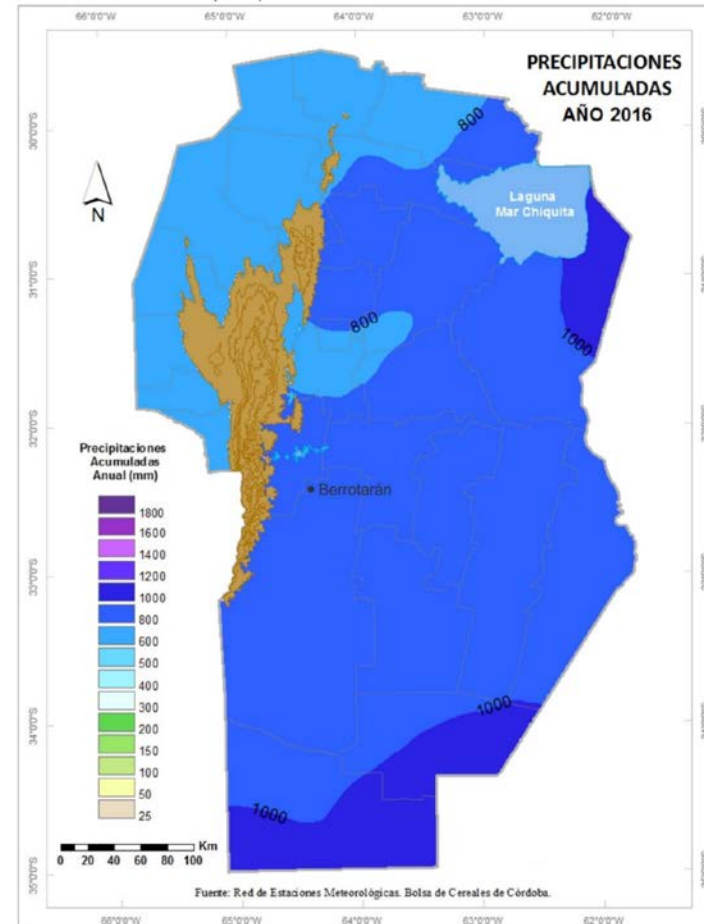 66°0'0"W
65°0'0"W
64°0'0"W
63°0'0"W
62°0'0"W
PRECIPITACIONES
ACUMULADAS
AÑO 2016
800
30°0'0"S
N
Laguna
Mar Chiquita
31°0'0"S
800
1000
32°0'0"S
Precipitaciones
Acumuladas
Anual (mm)
Berrotarán
1800
1600
1400
1200
1000
800
600
500
400
300
200
150
100
50
25
33°0'0"S
1000
34°0'0"S
1000
Km
0 20 40 60 80 100
35°0'0"S
Fuente: Red de Estaciones Meteorológicas. Bolsa de Cereales de Córdoba.
66°0'0"W
65°0'0"W
64°0'0"W
63°0'0"W
62°0'0"W